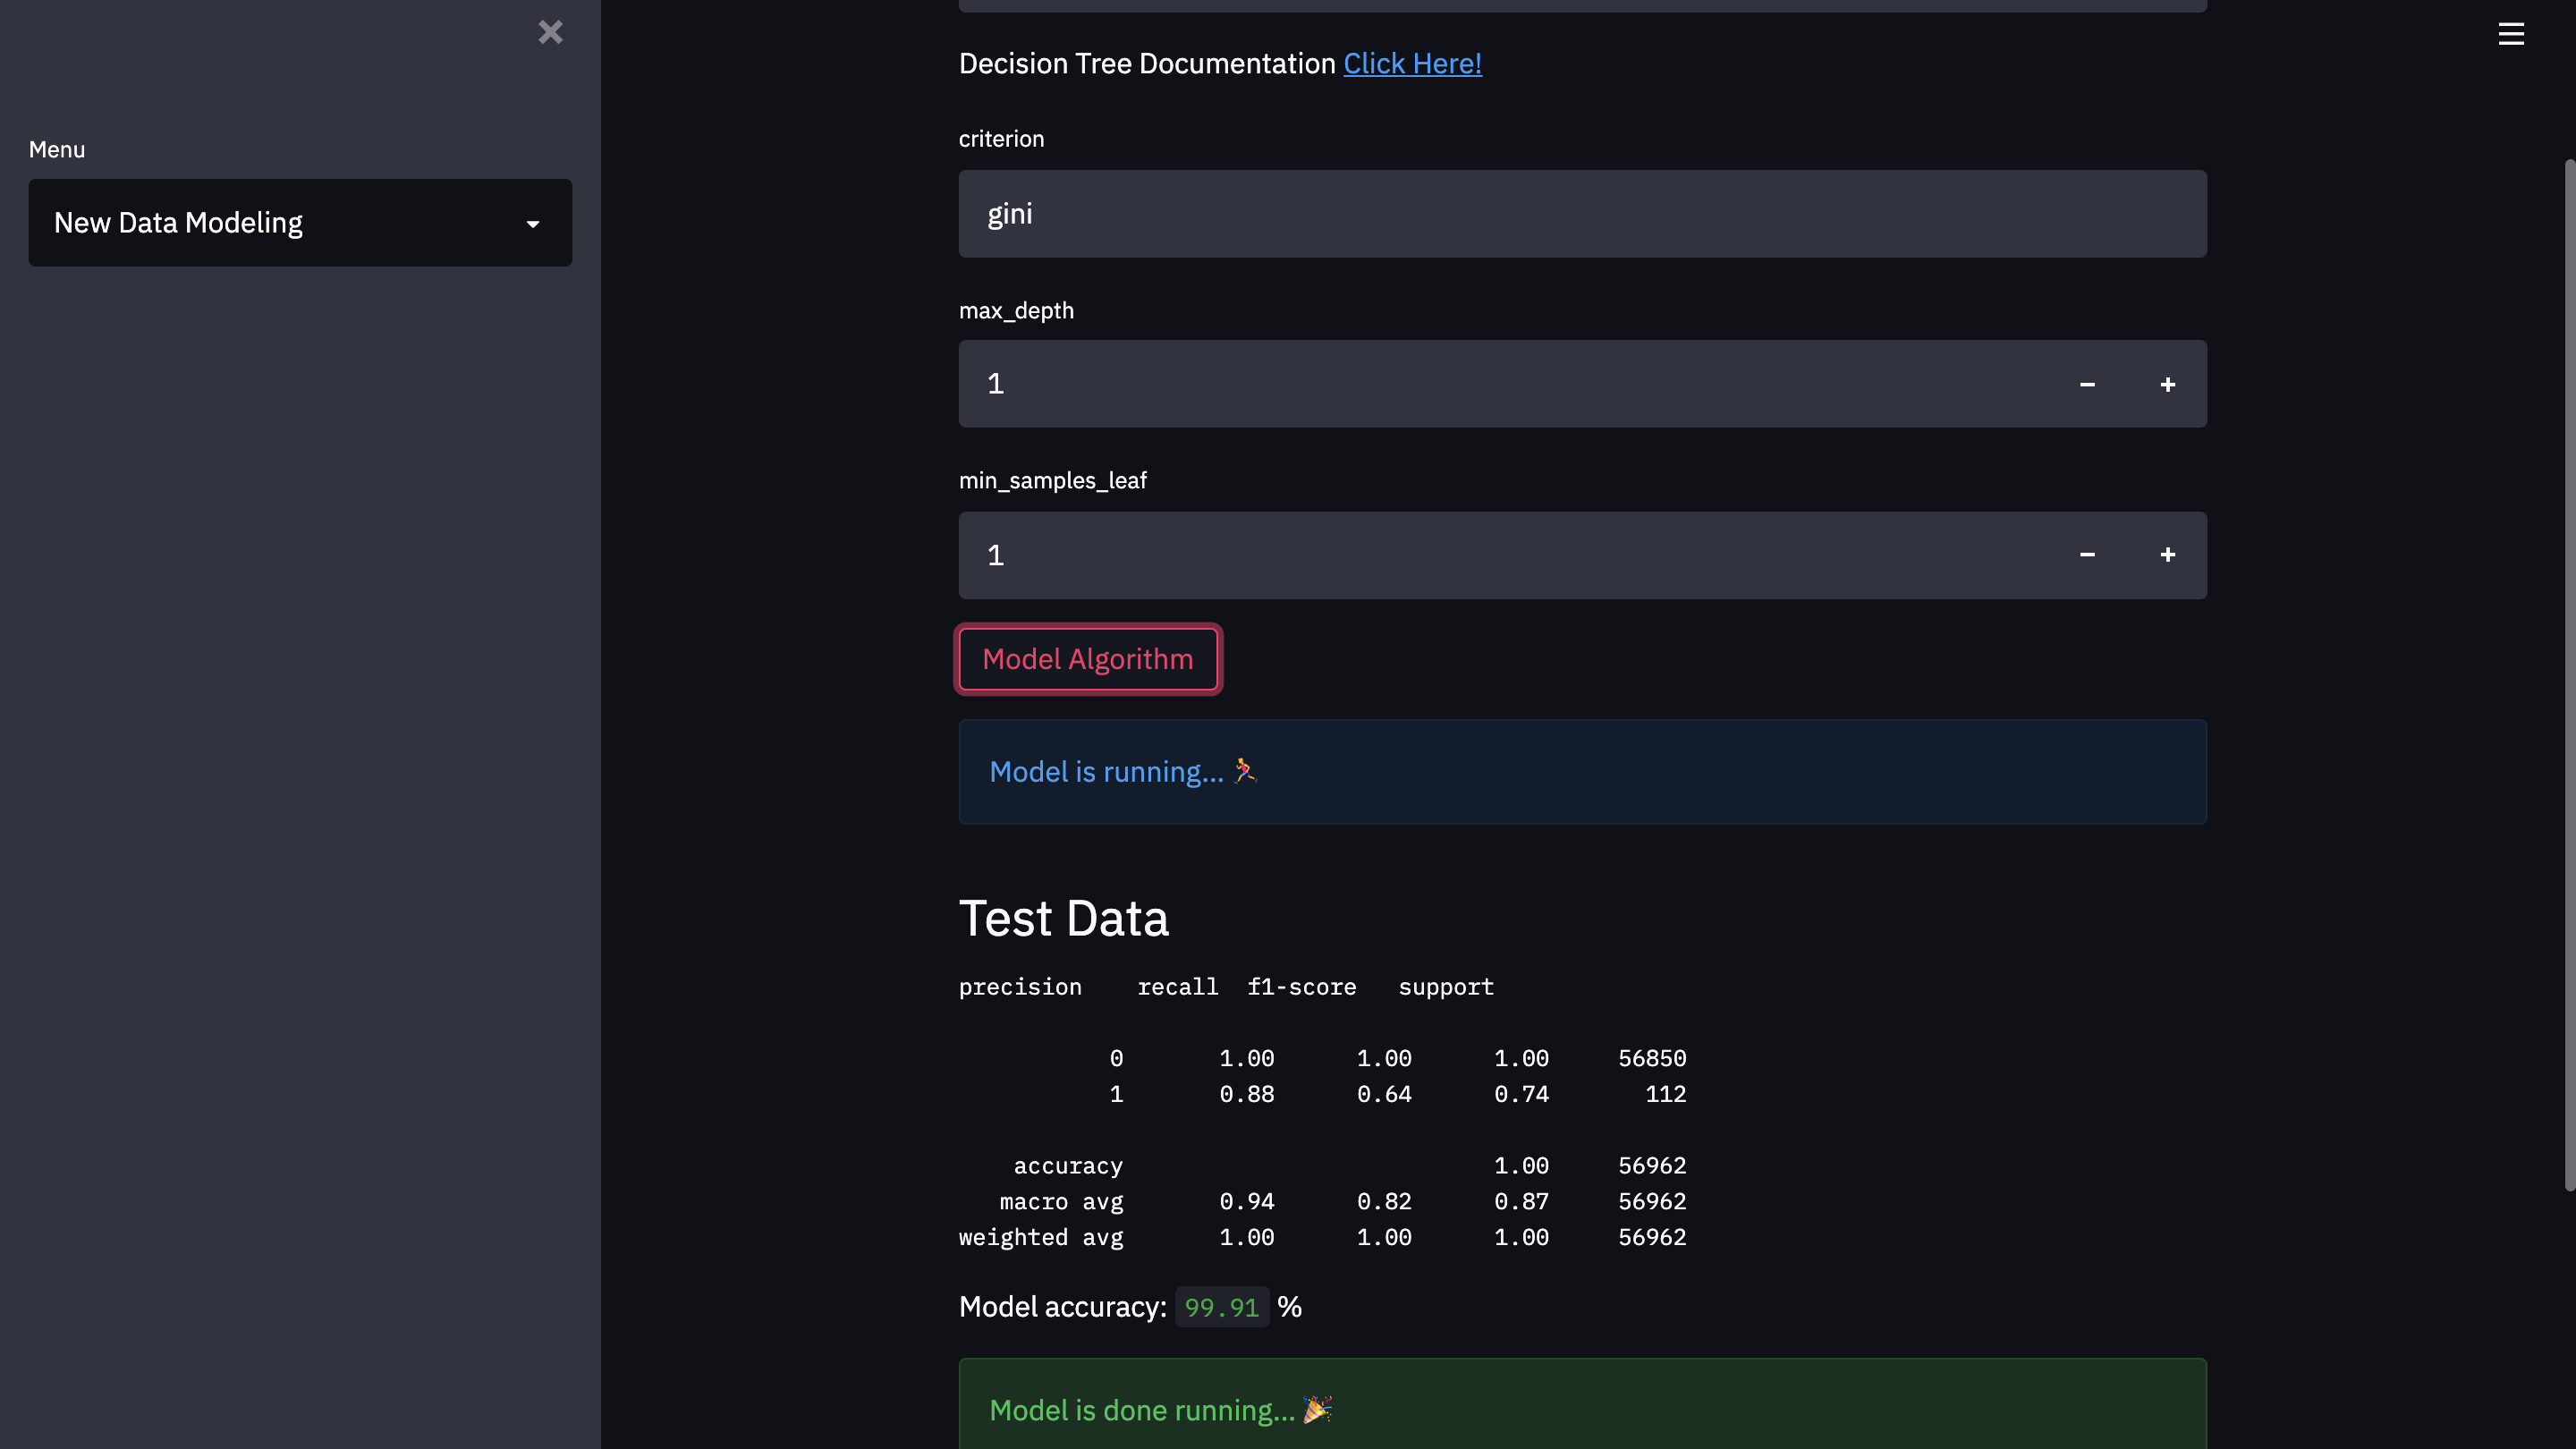 Menu
New Data Modeling
Decision Tree Documentation Click Here!
criterion
gini
max_depth
1
min_samples_leaf
1
Model Algorithm
Model is running... 🏃
Test Data
precision    recall  f1-score   support
0       1.00      1.00      1.00     56850
1       0.88      0.64      0.74       112
accuracy                           1.00     56962
macro avg       0.94      0.82      0.87     56962
weighted avg       1.00      1.00      1.00     56962
Model accuracy: 99.91 %
Model is done running... 🎉